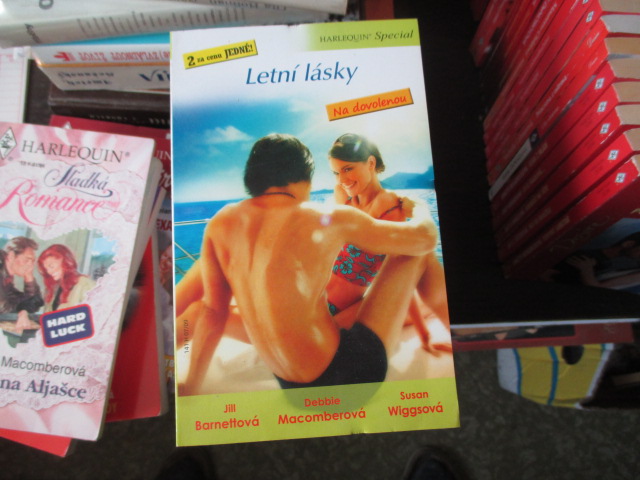 HARLEQUIN® Special
2 za cenu JEDNÉ!
Letní lásky
Na dovolenou
Jill
Barnettová
Debbie
Macomberová
Susan
Wiggsová
HARLEQUIN®
Sladká
Romance
HARD
LUCK
Macomberová
na Aljašce